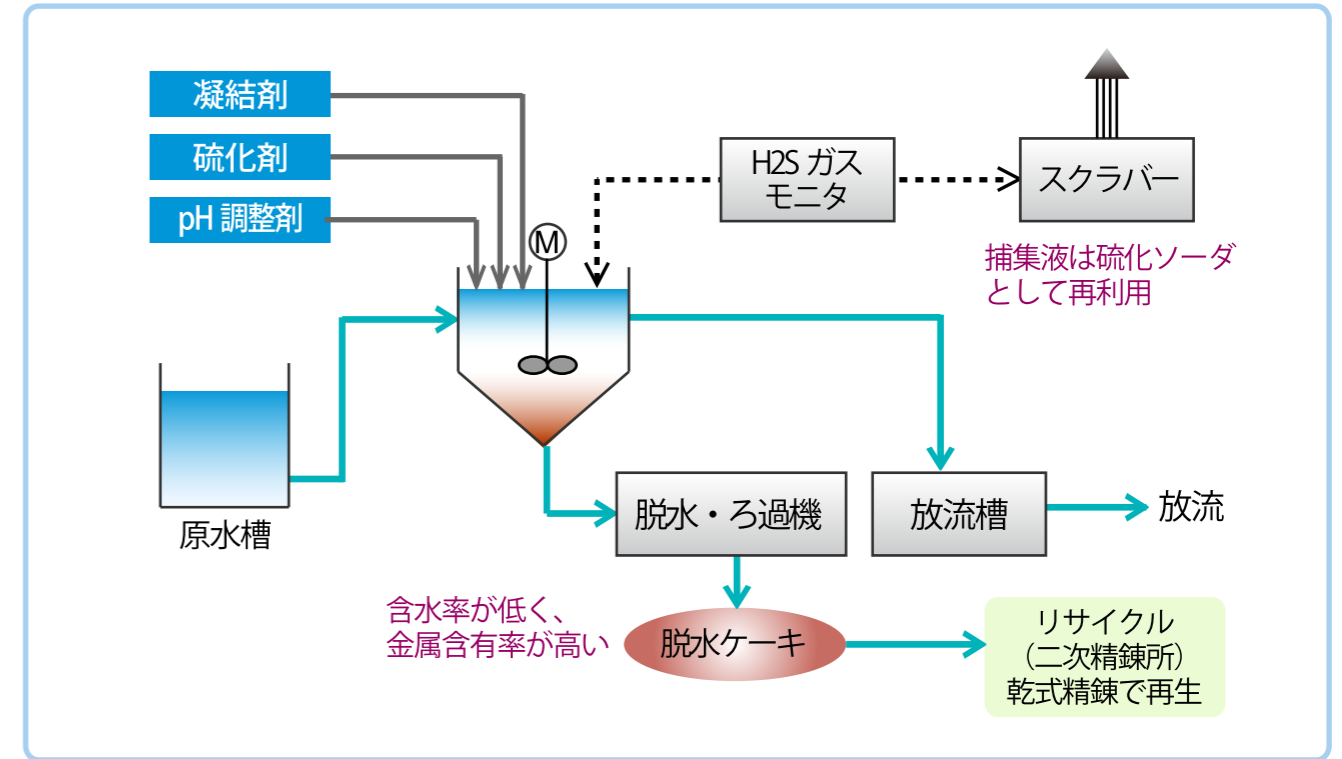 凝結剤
硫化剤
pH 調整剤
H2S ガス
モニタ
スクラバー
捕集液は硫化ソーダ
として再利用
M
原水槽
脱水・ろ過機
放流槽
放流
含水率が低く、
金属含有率が高い
脱水ケーキ
リサイクル
（二次精錬所）
乾式精錬で再生